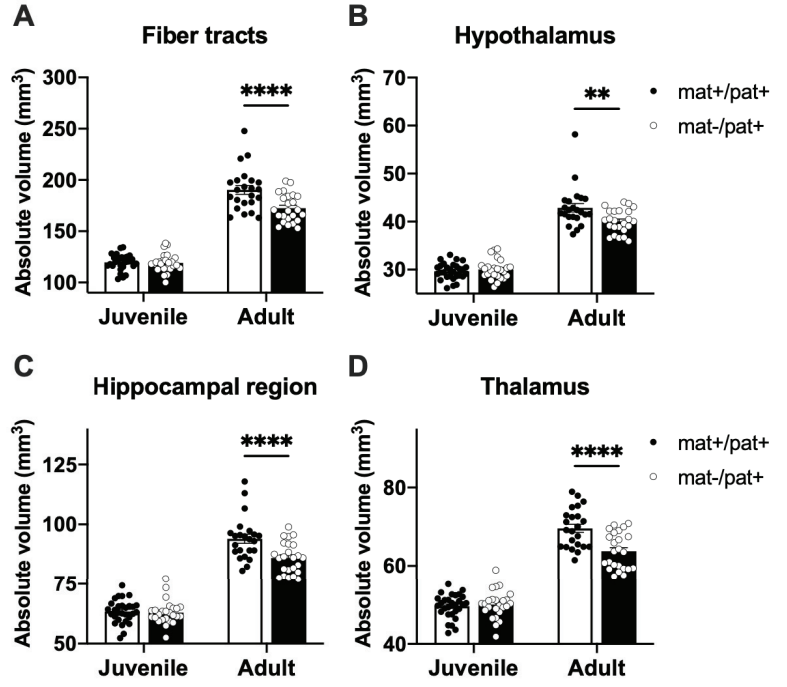 A
Fiber tracts
Absolute volume (mm³)
300
250
200
150
100
****
Juvenile
Adult
B
Hypothalamus
Absolute volume (mm³)
70
60
50
40
30
**
Juvenile
Adult
mat+/pat+
mat-/pat+
C
Hippocampal region
Absolute volume (mm³)
125
100
75
50
****
Juvenile
Adult
D
Thalamus
Absolute volume (mm³)
80
60
40
****
Juvenile
Adult
mat+/pat+
mat-/pat+